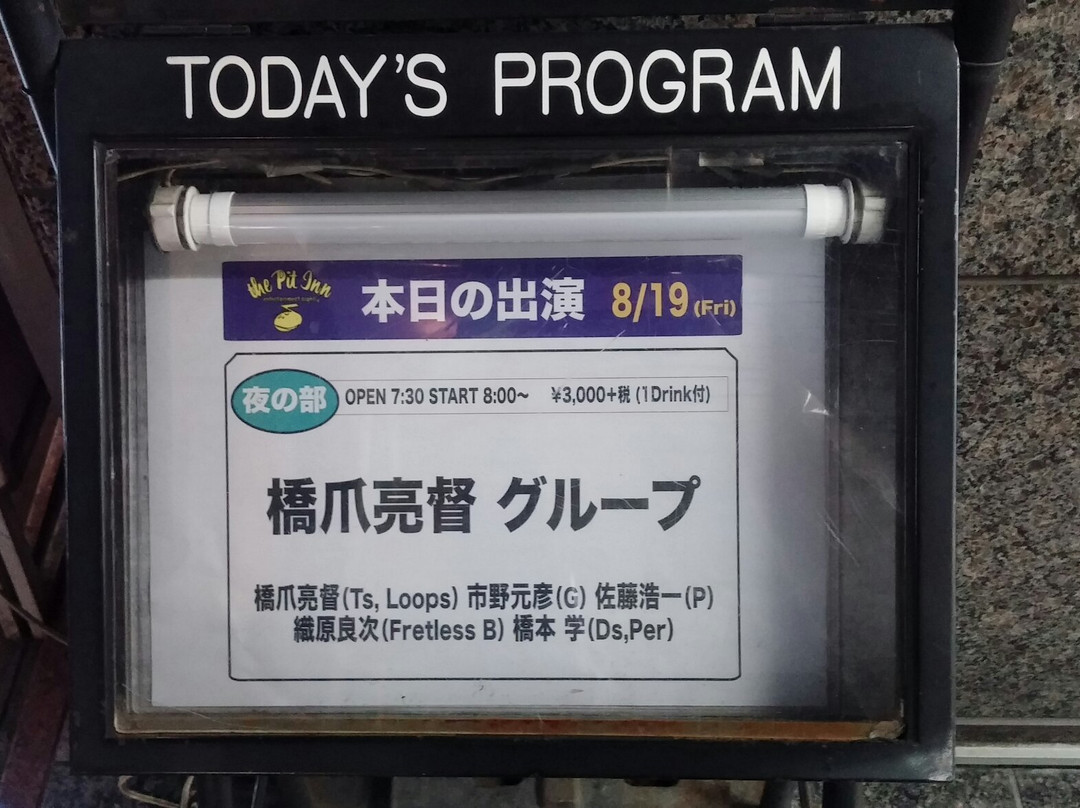 TODAY'S PROGRAM
the Pit Inn
本日の出演 8/19 (Fri)
夜の部 OPEN 7:30 START 8:00〜 ¥3,000+税 (1Drink付)
橋爪亮督 グループ
橋爪亮督(Ts, Loops) 市野元彦(G) 佐藤浩一(P)
織原良次(Fretless B) 橋本 学(Ds,Per)